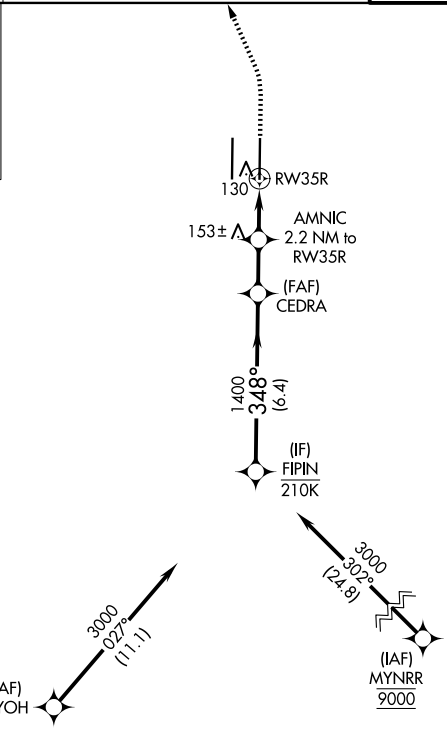 130
RW35R
153±
AMNIC
2.2 NM to
RW35R
(FAF)
CEDRA
1400
348°
(6.4)
(IF)
FIPIN
210K
3000
302°
(24.8)
3000
027°
(11.1)
(IAF)
MYNRR
9000
AF)
YOH